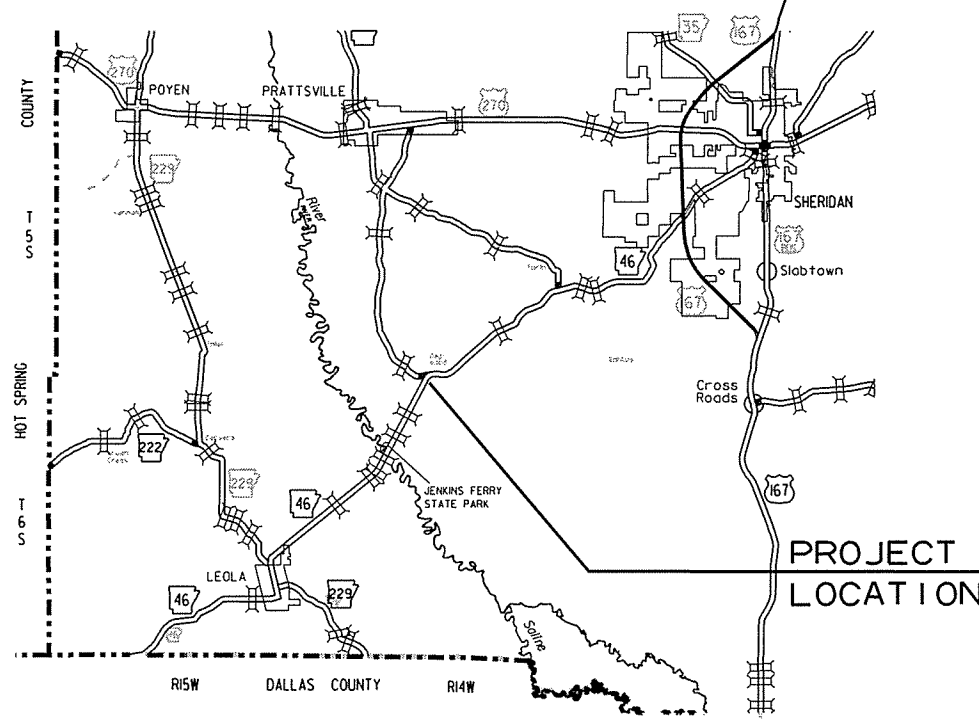 35
167
270
POYEN
PRATTSVILLE
270
COUNTY
229
T
5
S
River
SHERIDAN
46
167
BUS
Slabtown
167
HOT SPRING
Cross
Roads
222
229
T
6
S
46
JENKINS FERRY
STATE PARK
167
PROJECT
LOCATION
LEOLA
46
229
Saline
R15W
DALLAS COUNTY
R14W